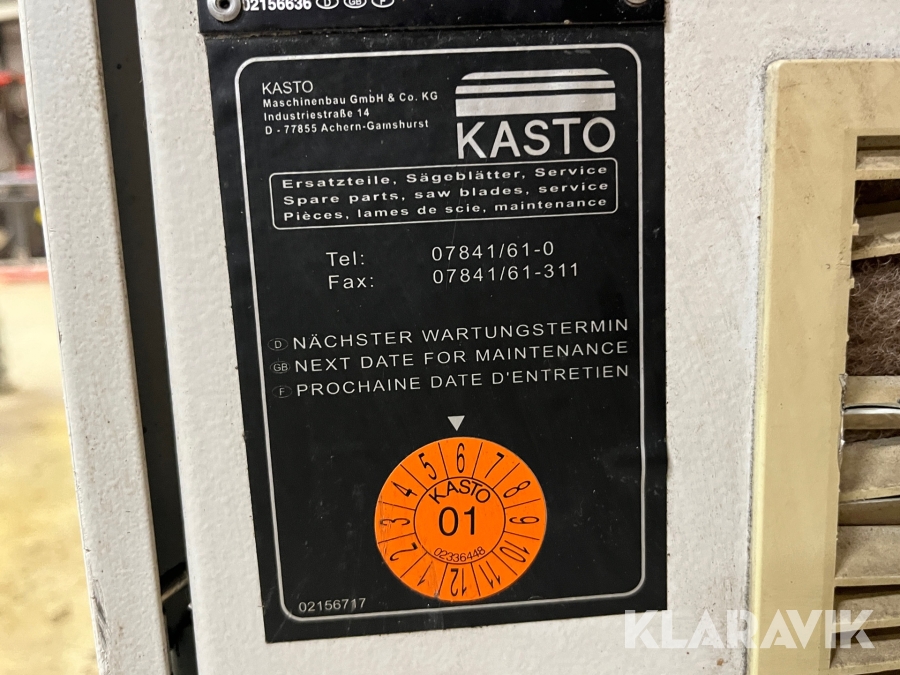 02156636 D GB F
KASTO
Maschinenbau GmbH & Co. KG
Industriestraße 14
D - 77855 Achern-Gamshurst
KASTO
Ersatzteile, Sägeblätter, Service
Spare parts, saw blades, service
Pièces, lames de scie, maintenance
Tel: 07841/61-0
Fax: 07841/61-311
D NÄCHSTER WARTUNGSTERMIN
GB NEXT DATE FOR MAINTENANCE
F PROCHAINE DATE D'ENTRETIEN
1 2 3 4 5 6 7 8 9 10 11 12
KASTO
01
02336448
02156717
KLARAVIK